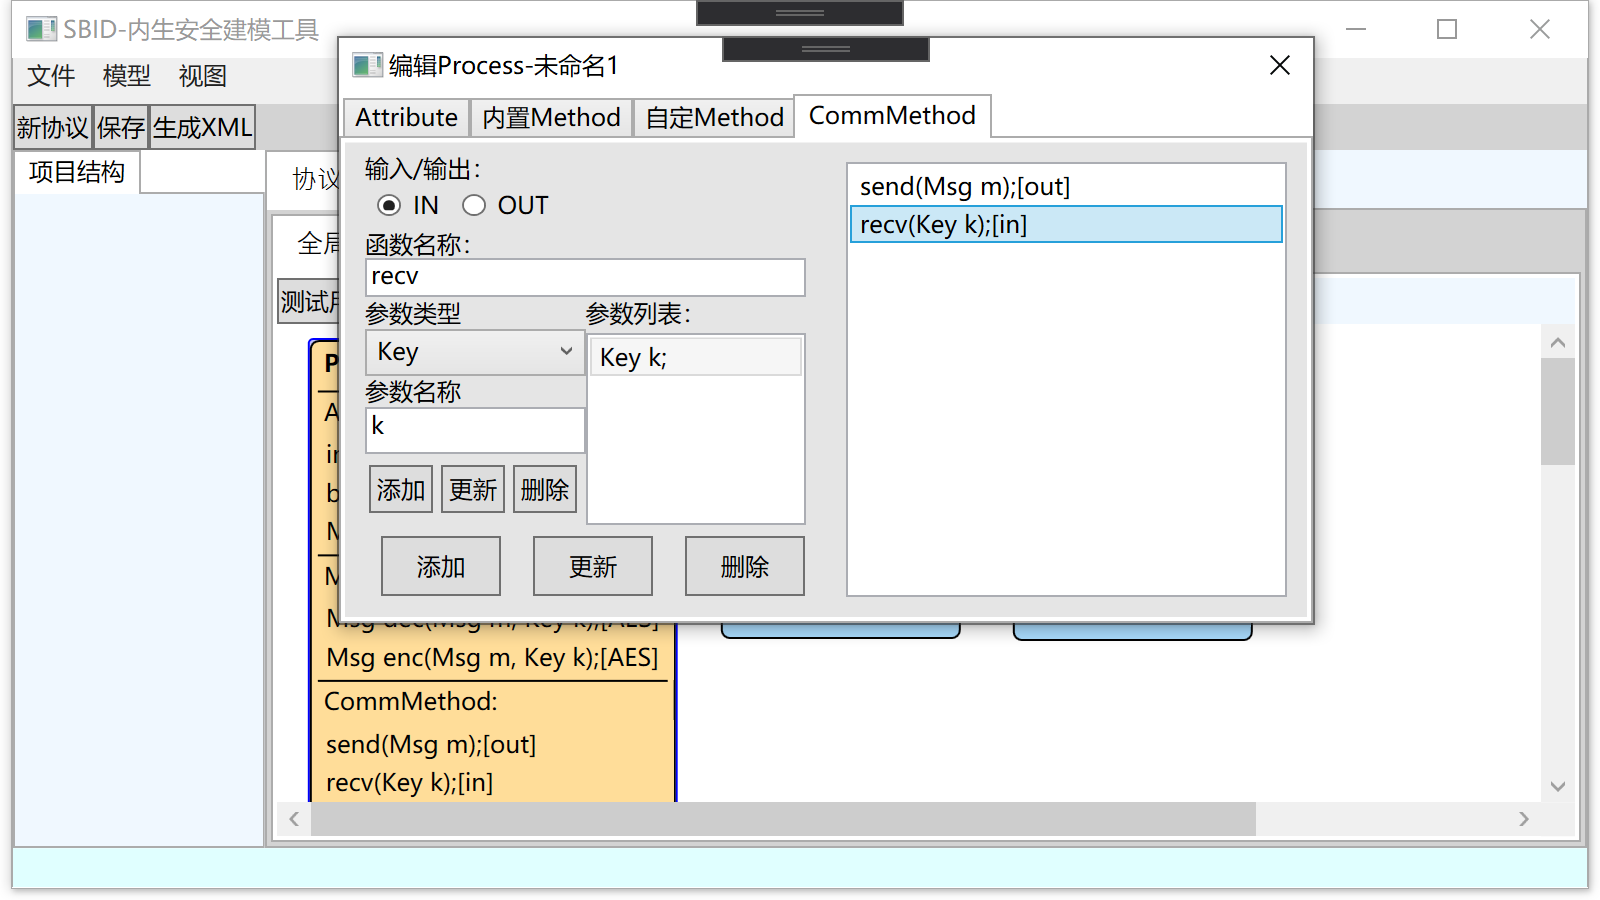 SBID-内生安全建模工具
文件 模型 视图
新协议 保存 生成XML
项目结构
协议
全局
测试用
编辑Process-未命名1
Attribute 内置Method 自定Method CommMethod
输入/输出：
IN OUT
函数名称：
recv
参数类型 参数列表：
Key
Key k;
参数名称
k
添加 更新 删除
添加 更新 删除
send(Msg m);[out]
recv(Key k);[in]
P
A
b
M
M
Msg dec(Msg m, Key k);[AES]
Msg enc(Msg m, Key k);[AES]
CommMethod:
send(Msg m);[out]
recv(Key k);[in]